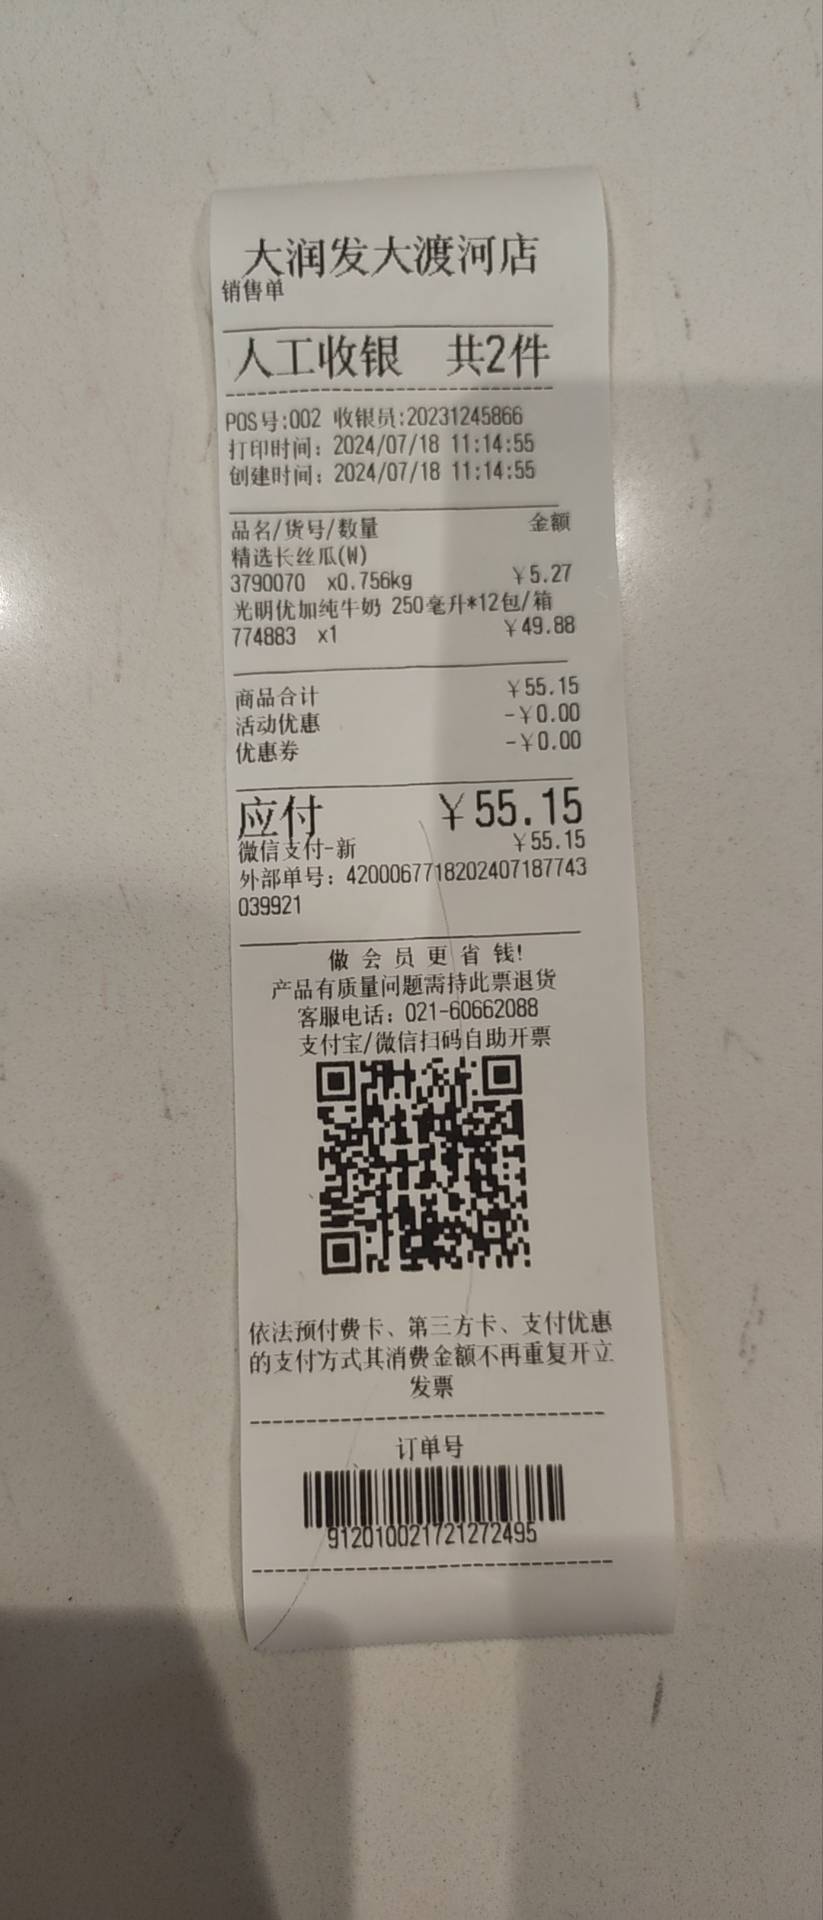 大润发大渡河店
销售单
人工收银 共2件
POS号:002 收银员:20231245866
打印时间：2024/07/18 11:14:55
创建时间：2024/07/18 11:14:55
品名/货号/数量 金额
精选长丝瓜(W)
3790070 x0.756kg ￥5.27
光明优加纯牛奶 250毫升*12包/箱
774883 x1 ￥49.88
商品合计 ￥55.15
活动优惠 -￥0.00
优惠券 -￥0.00
应付 ￥55.15
微信支付-新 ￥55.15
外部单号：4200067718202407187743
039921
做会员更省钱!
产品有质量问题需持此票退货
客服电话：021-60662088
支付宝/微信扫码自助开票
依法预付费卡、第三方卡、支付优惠
的支付方式其消费金额不再重复开立
发票
订单号
912010021721272495